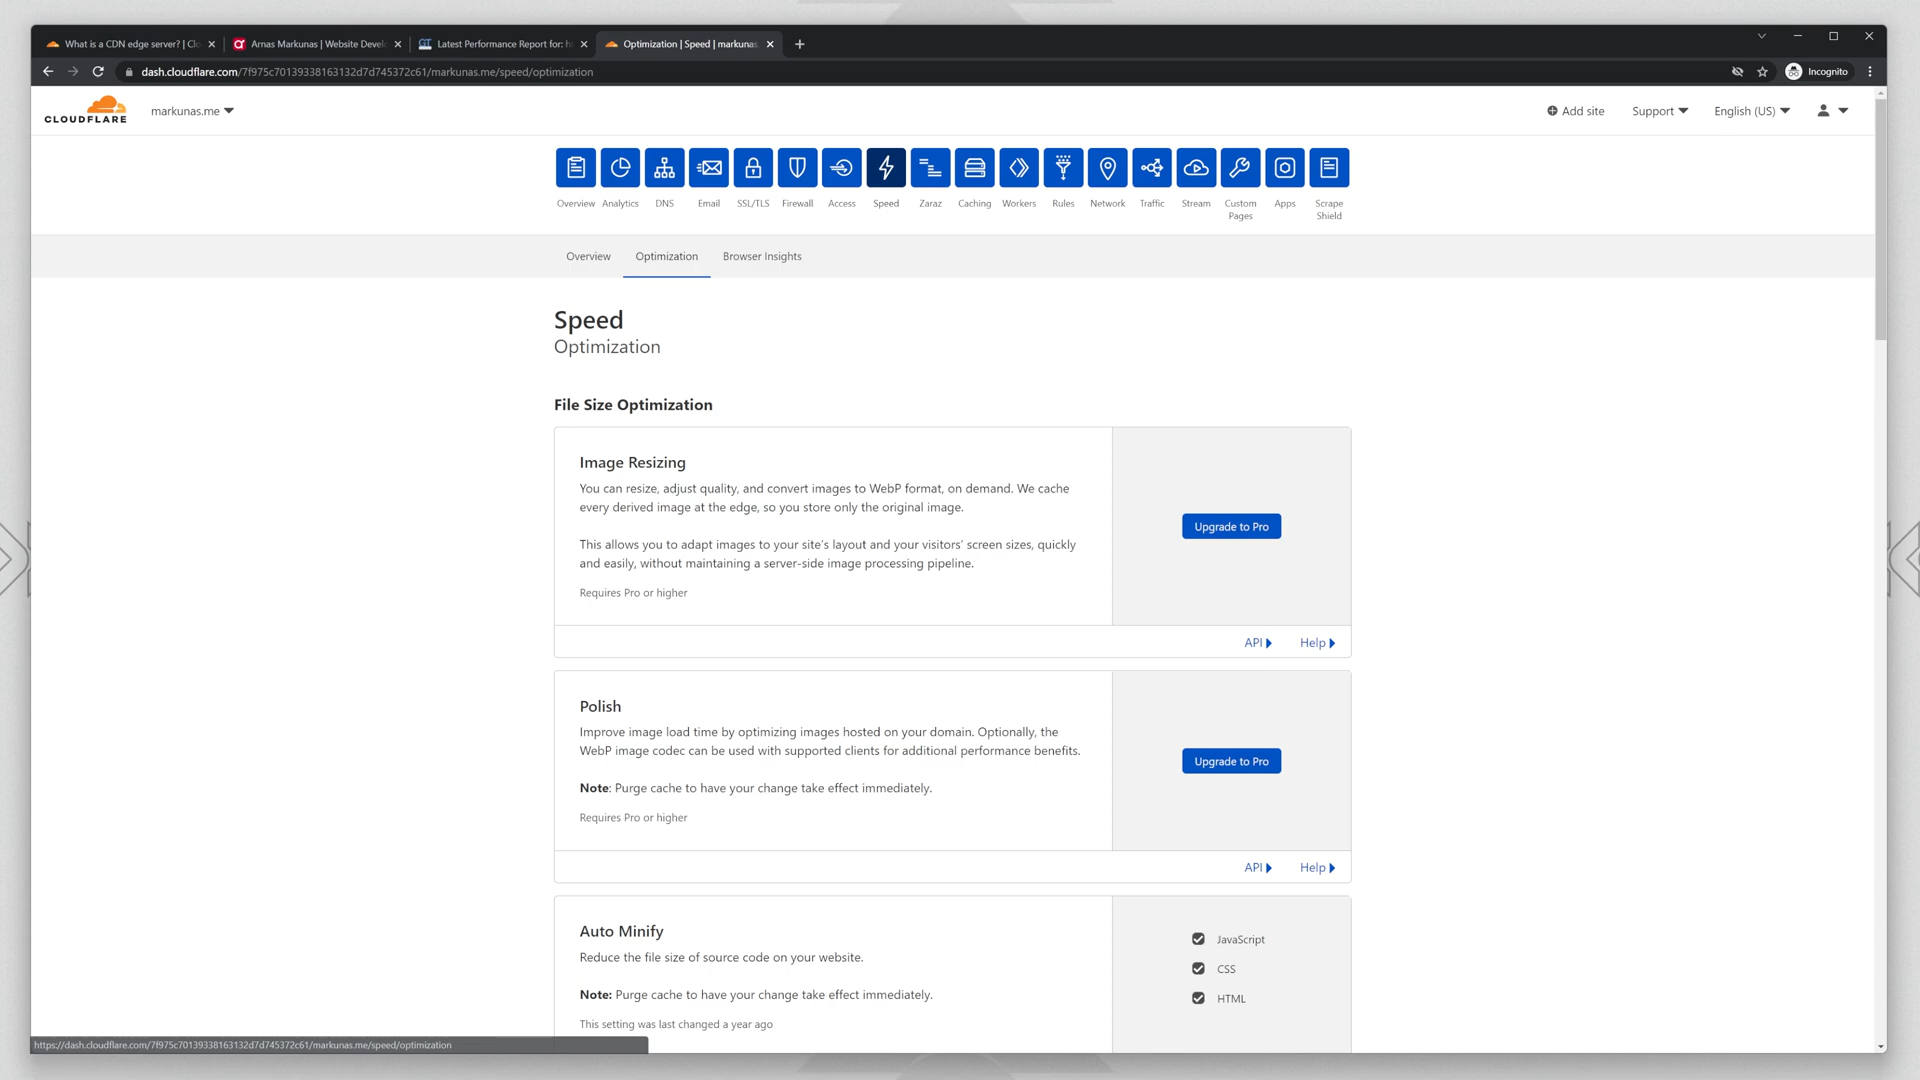 What is a CDN edge server? | Clo
Arnas Markunas | Website Devel
Latest Performance Report for: h
Optimization | Speed | markunas.
dash.cloudflare.com/7f975c70139338163132d7d745372c61/markunas.me/speed/optimization
Incognito
CLOUDFLARE
markunas.me
Add site
Support
English (US)
Overview
Analytics
DNS
Email
SSL/TLS
Firewall
Access
Speed
Zaraz
Caching
Workers
Rules
Network
Traffic
Stream
Custom
Pages
Apps
Scrape
Shield
Overview
Optimization
Browser Insights
Speed
Optimization
File Size Optimization
Image Resizing
You can resize, adjust quality, and convert images to WebP format, on demand. We cache
every derived image at the edge, so you store only the original image.
This allows you to adapt images to your site's layout and your visitors' screen sizes, quickly
and easily, without maintaining a server-side image processing pipeline.
Requires Pro or higher
Upgrade to Pro
API
Help
Polish
Improve image load time by optimizing images hosted on your domain. Optionally, the
WebP image codec can be used with supported clients for additional performance benefits.
Note: Purge cache to have your change take effect immediately.
Requires Pro or higher
Upgrade to Pro
API
Help
Auto Minify
Reduce the file size of source code on your website.
Note: Purge cache to have your change take effect immediately.
This setting was last changed a year ago
JavaScript
CSS
HTML
https://dash.cloudflare.com/7f975c70139338163132d7d745372c61/markunas.me/speed/optimization